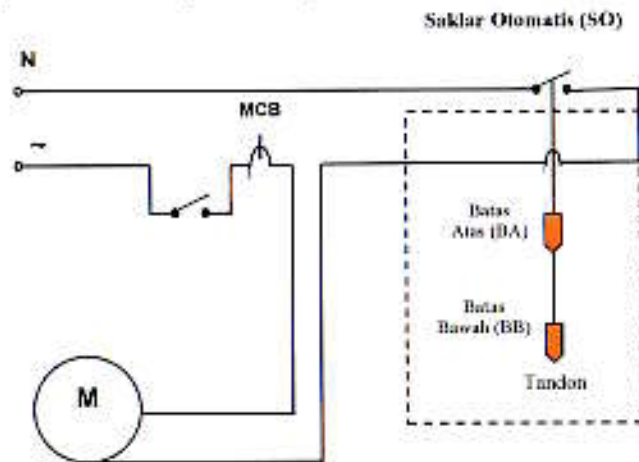 Saklar Otomatis (SO)
N
MCB
~
Batas
Atas (BA)
Batas
Bawah (BB)
Tandon
M